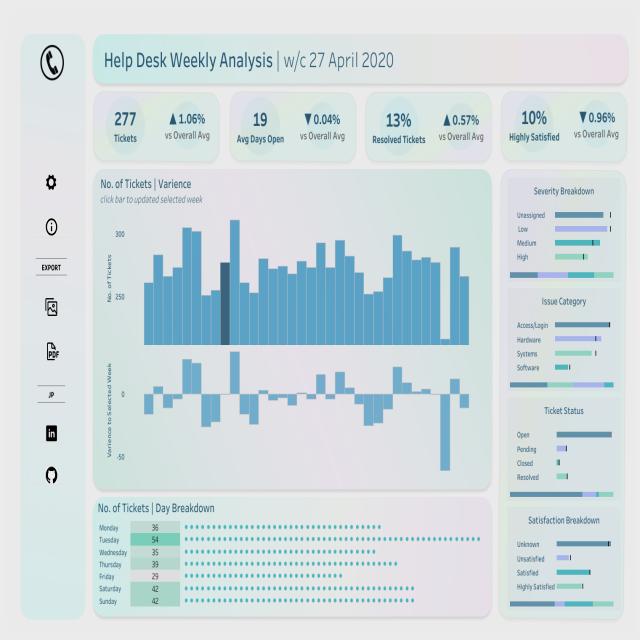 Help Desk Weekly Analysis | w/c 27 April 2020
277
Tickets
▲1.06%
vs Overall Avg
19
Avg Days Open
▼0.04%
vs Overall Avg
13%
Resolved Tickets
▲0.57%
vs Overall Avg
10%
Highly Satisfied
▼0.96%
vs Overall Avg
EXPORT
PDF
JP
No. of Tickets | Varience
click bar to updated selected week
No. of Tickets
300
250
Varience to Selected Week
0
-50
No. of Tickets | Day Breakdown
Monday 36
Tuesday 54
Wednesday 35
Thursday 39
Friday 29
Saturday 42
Sunday 42
Severity Breakdown
Unassigned
Low
Medium
High
Issue Category
Access/Login
Hardware
Systems
Software
Ticket Status
Open
Pending
Closed
Resolved
Satisfaction Breakdown
Unknown
Unsatisfied
Satisfied
Highly Satisfied